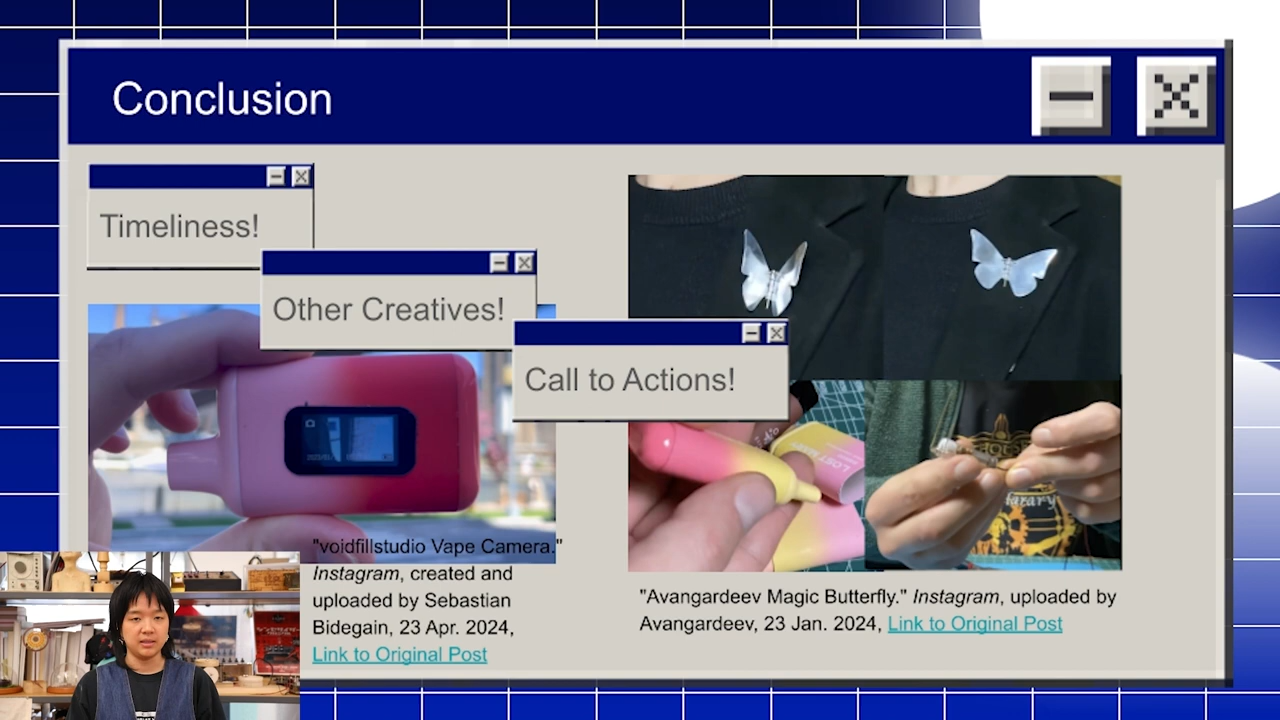 Conclusion
Timeliness!
Other Creatives!
Call to Actions!
"voidfillstudio Vape Camera."
Instagram, created and
uploaded by Sebastian
Bidegain, 23 Apr. 2024,
Link to Original Post
"Avangardeev Magic Butterfly." Instagram, uploaded by
Avangardeev, 23 Jan. 2024, Link to Original Post